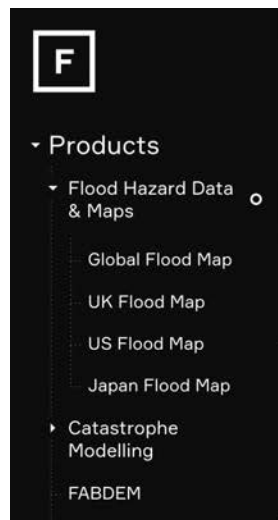 F
Products
Flood Hazard Data
& Maps
Global Flood Map
UK Flood Map
US Flood Map
Japan Flood Map
Catastrophe
Modelling
FABDEM